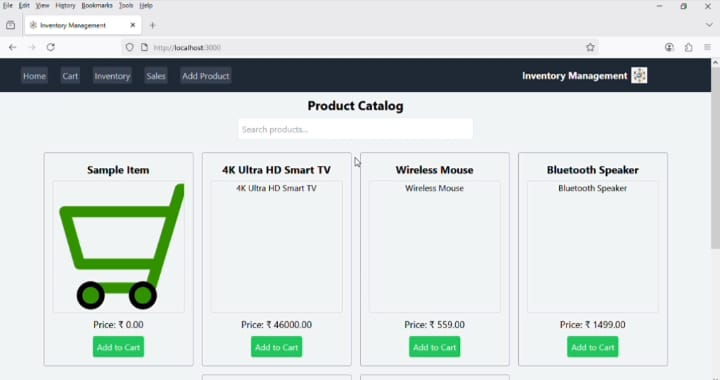 File Edit View History Bookmarks Tools Help
Inventory Management
http://localhost:3000
Home Cart Inventory Sales Add Product Inventory Management
Product Catalog
Search products...
Sample Item 4K Ultra HD Smart TV Wireless Mouse Bluetooth Speaker
4K Ultra HD Smart TV Wireless Mouse Bluetooth Speaker
Price: ₹ 0.00 Price: ₹ 46000.00 Price: ₹ 559.00 Price: ₹ 1499.00
Add to Cart Add to Cart Add to Cart Add to Cart